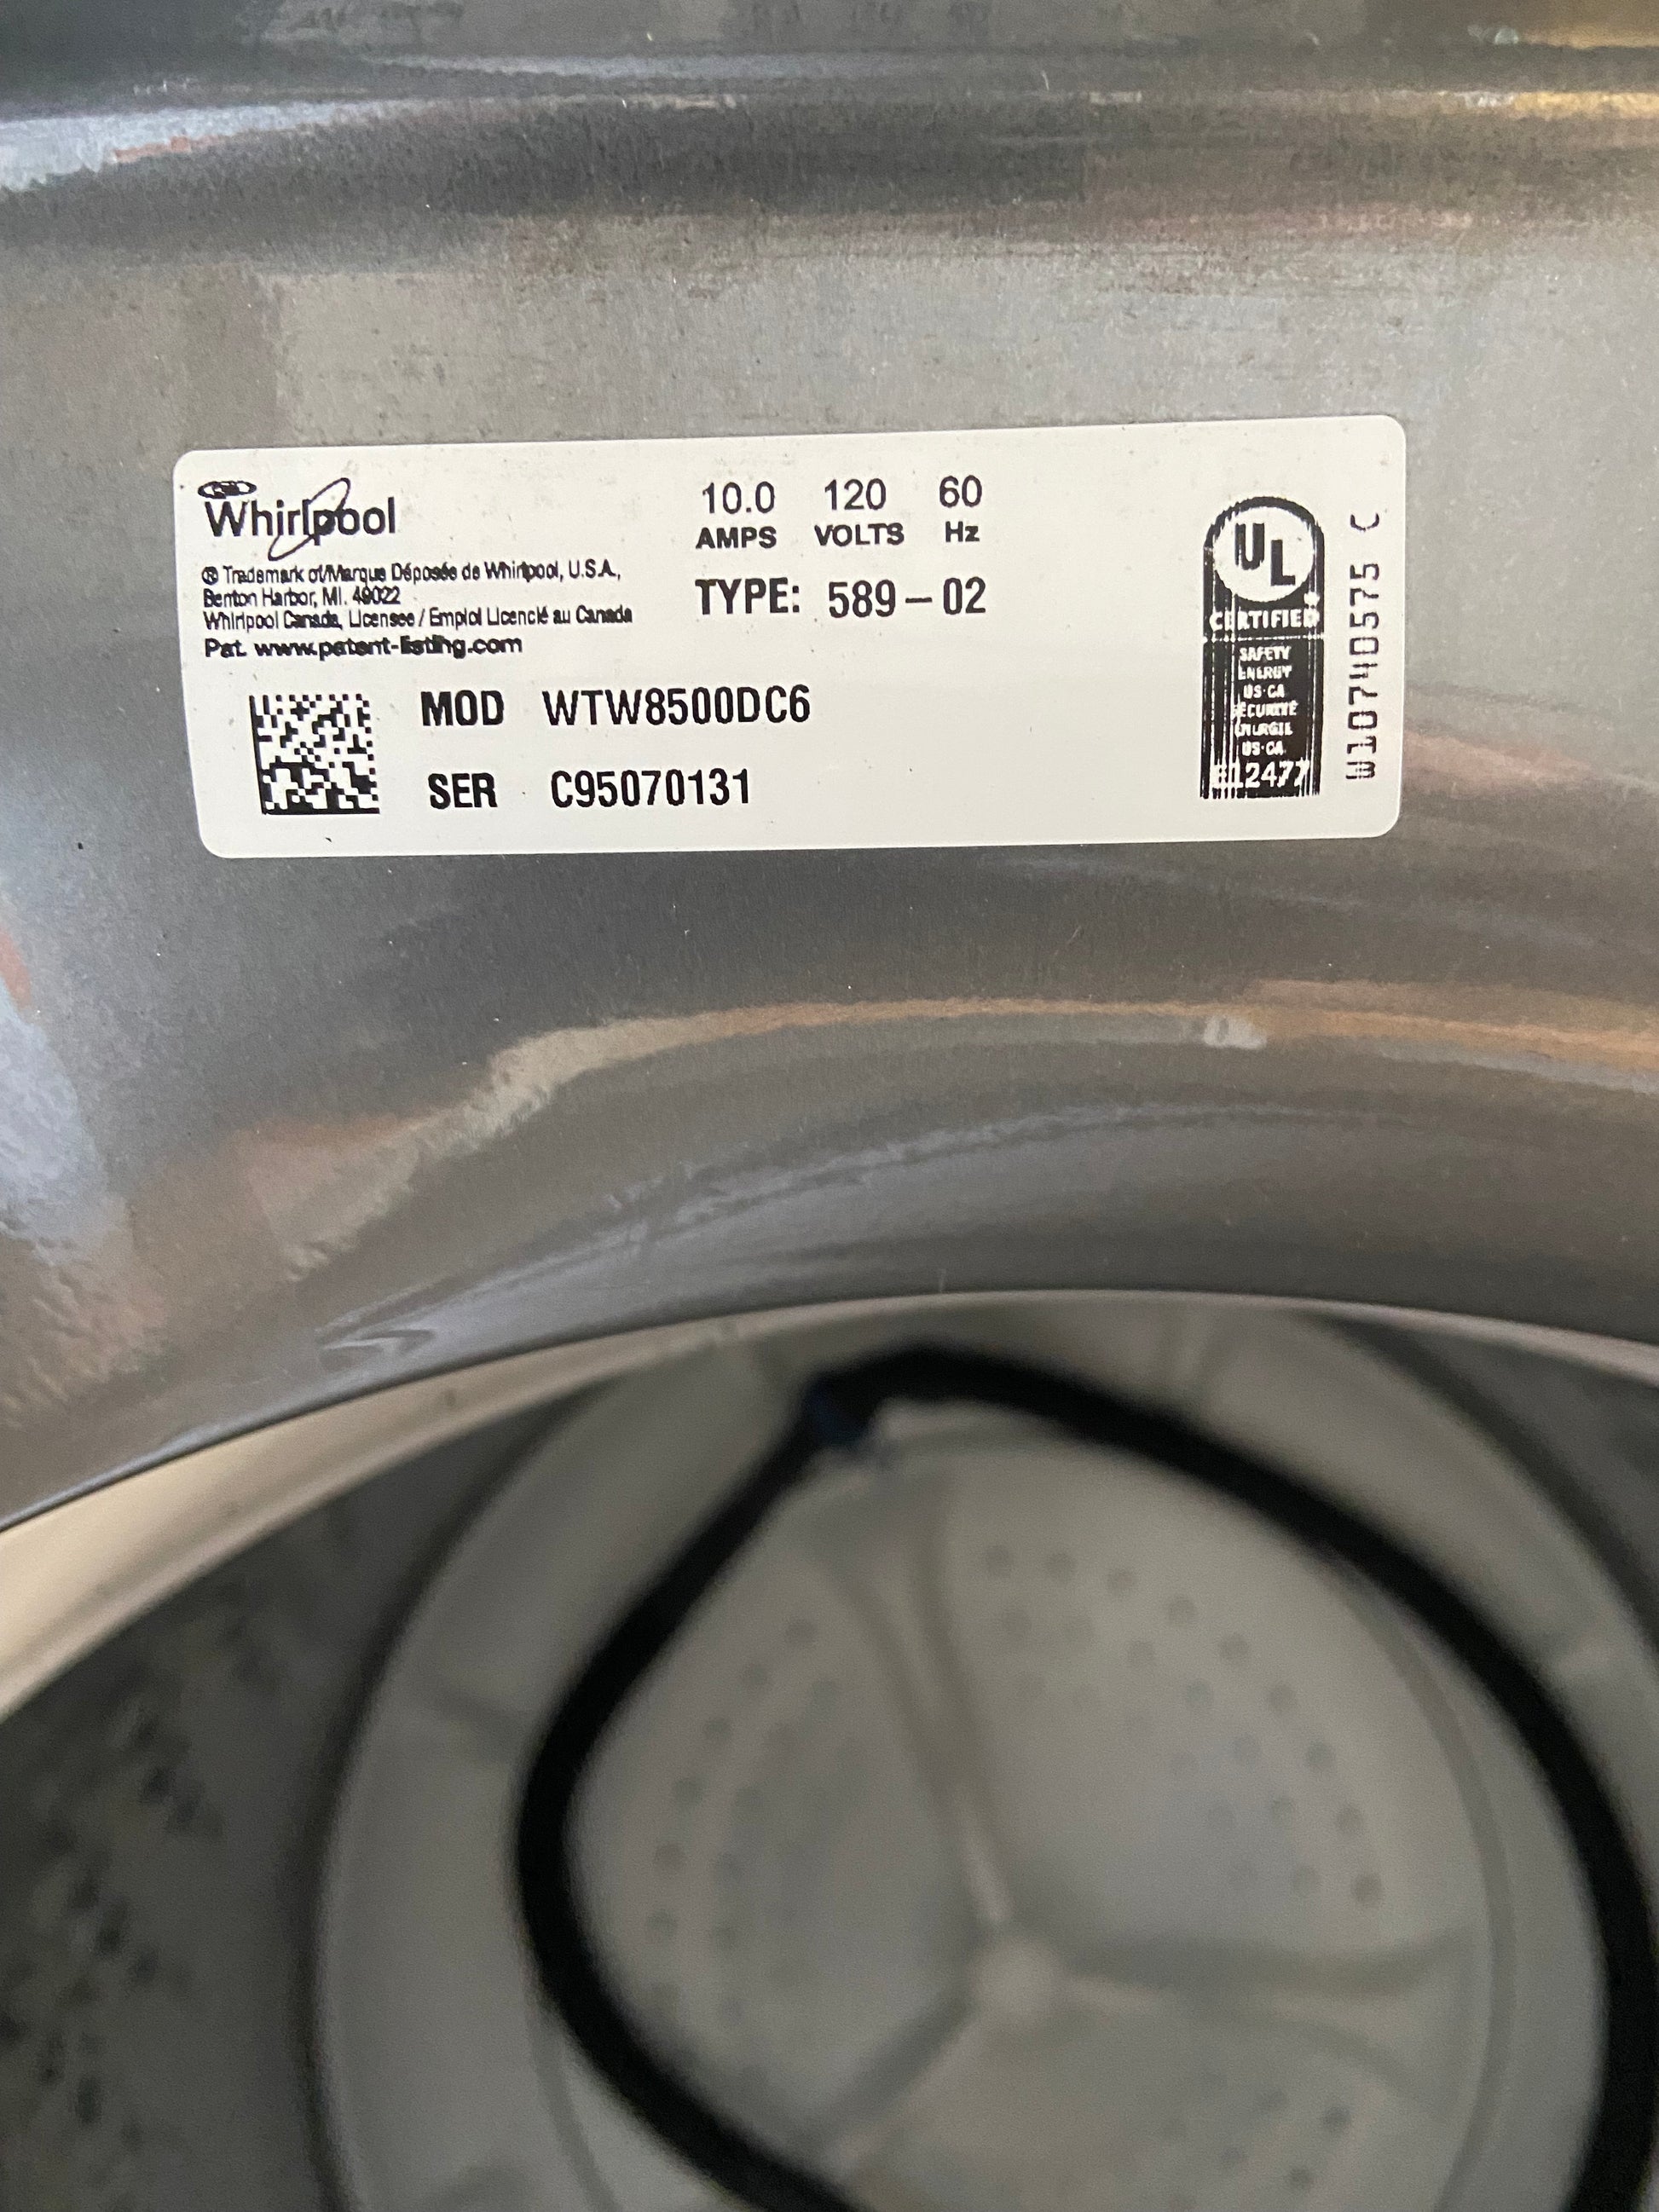 Whirlpool
® Trademark of/Marque Déposée de Whirlpool, U.S.A.,
Benton Harbor, MI. 49022
Whirlpool Canada, Licensee / Emploi Licencié au Canada
Pat. www.patent-listing.com
10.0 120 60
AMPS VOLTS Hz
TYPE: 589-02
MOD WTW8500DC6
SER C95070131
UL
CERTIFIED
SAFETY
ENERGY
US-CA
SÉCURITÉ
ÉNERGIE
US-CA
E12477
W10740575 C